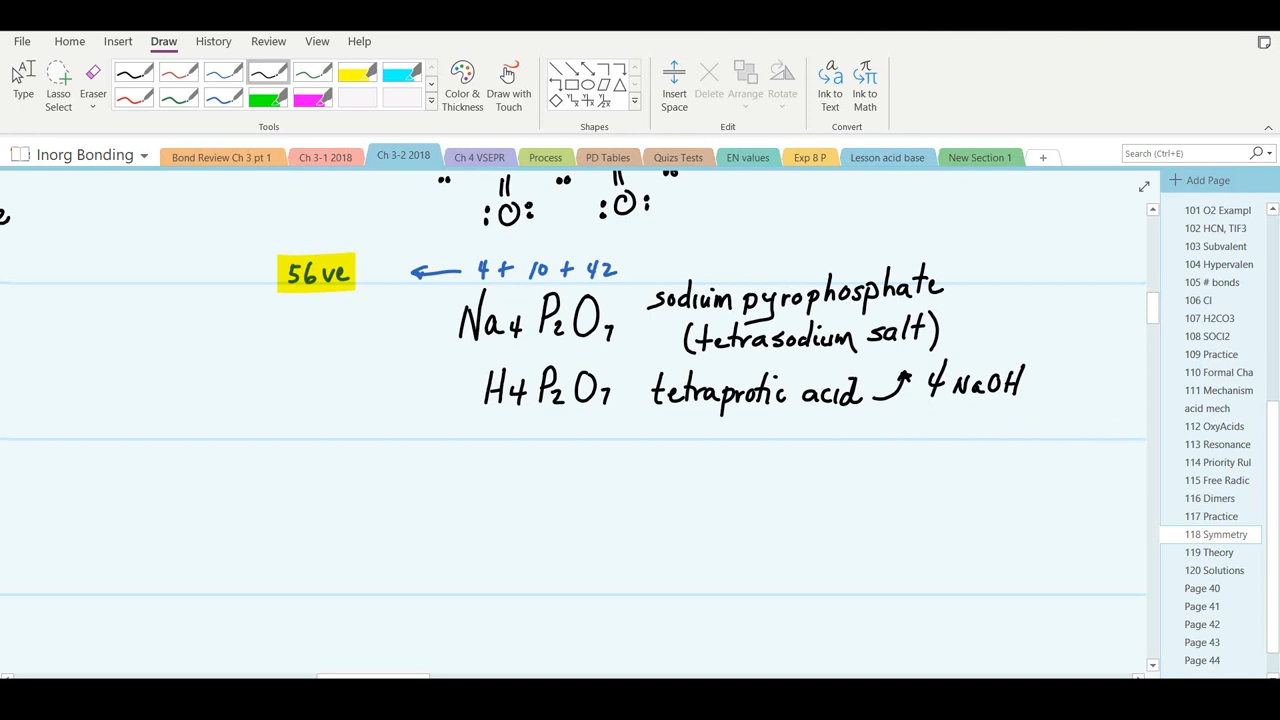 File Home Insert Draw History Review View Help
Type
Lasso Select
Eraser
Color & Thickness
Draw with Touch
Insert Space
Delete
Arrange
Rotate
Ink to Text
Ink to Math
Tools
Shapes
Edit
Convert
Inorg Bonding
Bond Review Ch 3 pt 1
Ch 3-1 2018
Ch 3-2 2018
Ch 4 VSEPR
Process
PD Tables
Quizs Tests
EN values
Exp 8 P
Lesson acid base
New Section 1
Search (Ctrl+E)
:O: :O:
56 ve ← 4 + 10 + 42
Na4 P2O7 sodium pyrophosphate
(tetrasodium salt)
H4 P2O7 tetraprotic acid ↗ 4 NaOH
Add Page
101 O2 Exampl
102 HCN, TIF3
103 Subvalent
104 Hypervalen
105 # bonds
106 CI
107 H2CO3
108 SOCl2
109 Practice
110 Formal Cha
111 Mechanism
acid mech
112 OxyAcids
113 Resonance
114 Priority Rul
115 Free Radic
116 Dimers
117 Practice
118 Symmetry
119 Theory
120 Solutions
Page 40
Page 41
Page 42
Page 43
Page 44